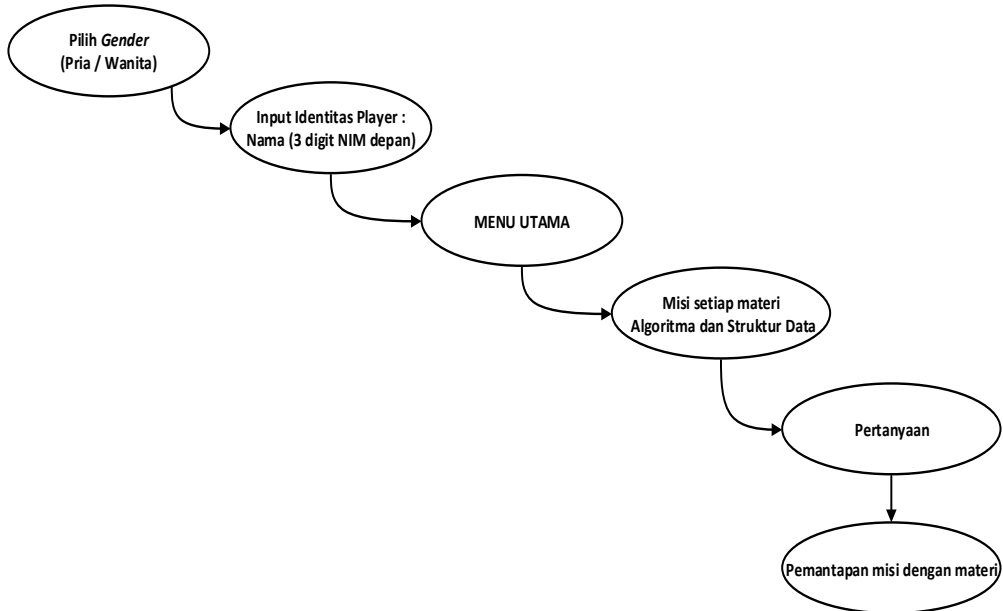 Pilih Gender
(Pria / Wanita)
Input Identitas Player :
Nama (3 digit NIM depan)
MENU UTAMA
Misi setiap materi
Algoritma dan Struktur Data
Pertanyaan
Pemantapan misi dengan materi